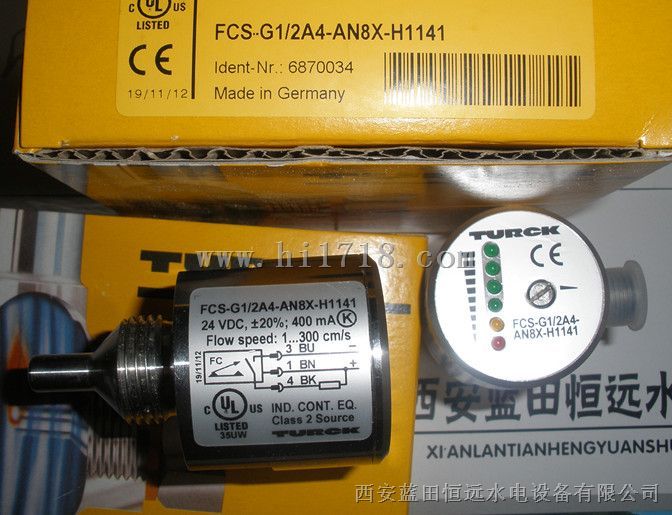 C UL US
LISTED
CE
19/11/12
FCS-G1/2A4-AN8X-H1141
Ident-Nr.: 6870034
Made in Germany
TURCK
CE
FCS-G1/2A4-
AN8X-H1141
www.hi1718.com
FCS-G1/2A4-AN8X-H1141
24 VDC, ±20%; 400 mA K
Flow speed: 1...300 cm/s
19/11/12
FC
3 BU −
1 BN +
4 BK
C UL US
LISTED
35UW
IND. CONT. EQ.
Class 2 Source
TURCK
西安蓝田恒远水
XI'ANLANTIANHENGYUANSHU
西安蓝田恒远水电设备有限公司